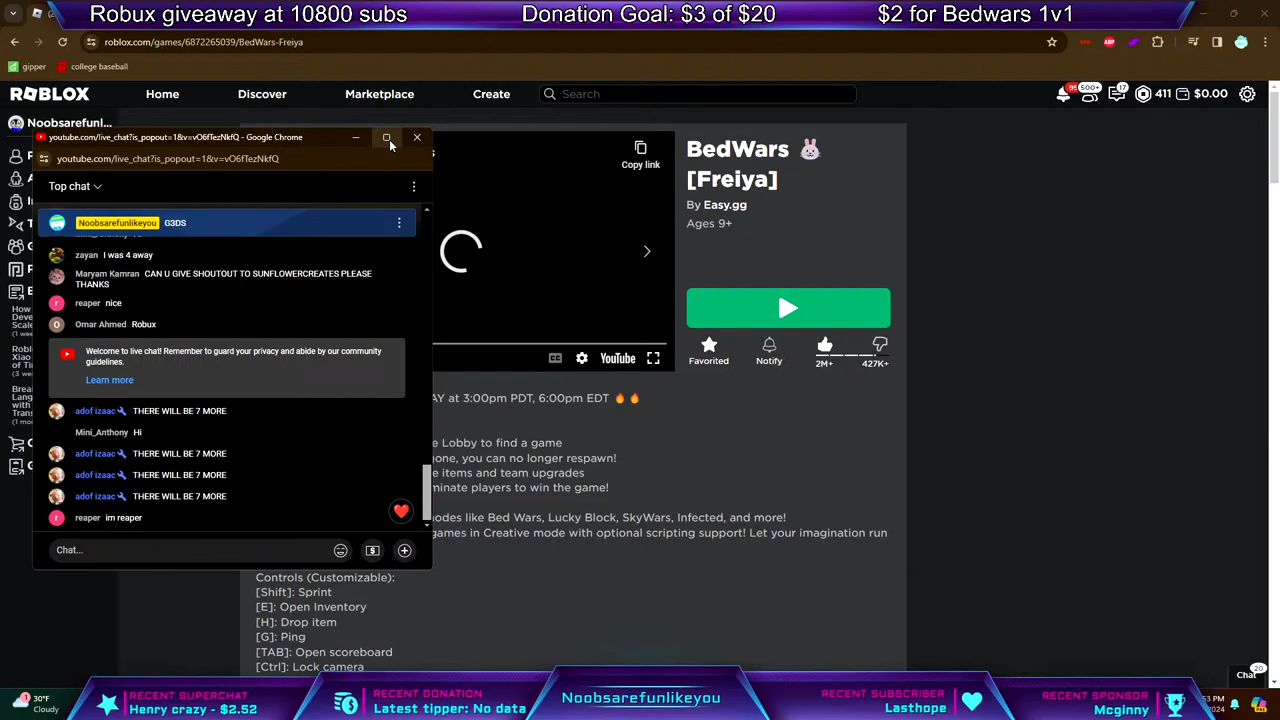 Robux giveaway at 10800 subs
Donation Goal: $3 of $20
$2 for Bedwars 1v1
roblox.com/games/6872265039/BedWars-Freiya
gipper
college baseball
ROBLOX
Home
Discover
Marketplace
Create
Search
500+
17
411
$0.00
Noobsarefunl...
youtube.com/live_chat?is_popout=1&v=vO6fTezNkfQ - Google Chrome
youtube.com/live_chat?is_popout=1&v=vO6fTezNkfQ
Top chat
Noobsarefunlikeyou G3DS
zayan I was 4 away
Maryam Kamran CAN U GIVE SHOUTOUT TO SUNFLOWERCREATES PLEASE
THANKS
reaper nice
Omar Ahmed Robux
Welcome to live chat! Remember to guard your privacy and abide by our community
guidelines.
Learn more
adof izaac THERE WILL BE 7 MORE
Mini_Anthony Hi
adof izaac THERE WILL BE 7 MORE
adof izaac THERE WILL BE 7 MORE
adof izaac THERE WILL BE 7 MORE
reaper im reaper
Chat...
Copy link
YouTube
BedWars
[Freiya]
By Easy.gg
Ages 9+
Favorited
Notify
2M+
427K+
AY at 3:00pm PDT, 6:00pm EDT
e Lobby to find a game
one, you can no longer respawn!
e items and team upgrades
minate players to win the game!
odes like Bed Wars, Lucky Block, SkyWars, Infected, and more!
games in Creative mode with optional scripting support! Let your imagination run
Controls (Customizable):
[Shift]: Sprint
[E]: Open Inventory
[H]: Drop item
[G]: Ping
[TAB]: Open scoreboard
[Ctrl]: Lock camera
Chat
20
30°F
Cloudy
RECENT SUPERCHAT
Henry crazy - $2.52
RECENT DONATION
Latest tipper: No data
Noobsarefunlikeyou
RECENT SUBSCRIBER
Lasthope
RECENT SPONSOR
Mcginny